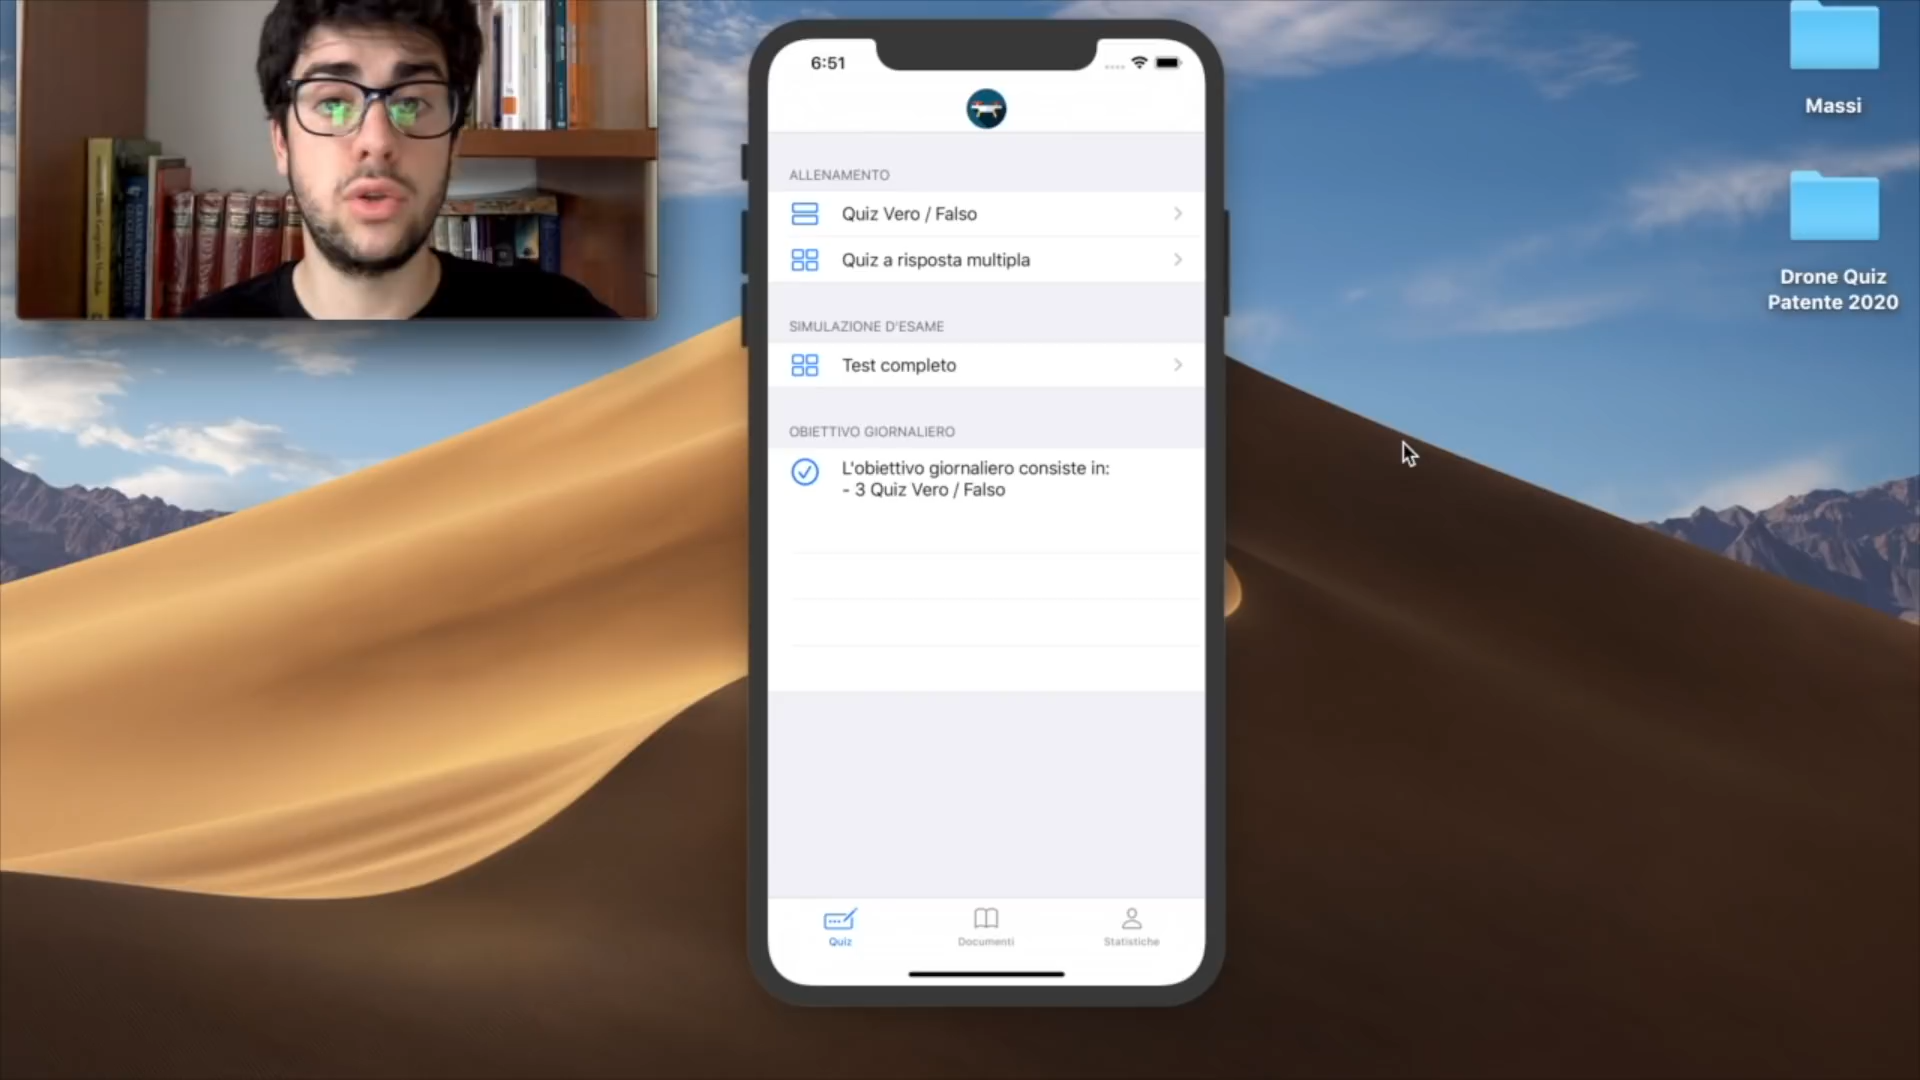 6:51
ALLENAMENTO
Quiz Vero / Falso
Quiz a risposta multipla
SIMULAZIONE D'ESAME
Test completo
OBIETTIVO GIORNALIERO
L'obiettivo giornaliero consiste in:
- 3 Quiz Vero / Falso
Quiz
Documenti
Statistiche
Massi
Drone Quiz
Patente 2020